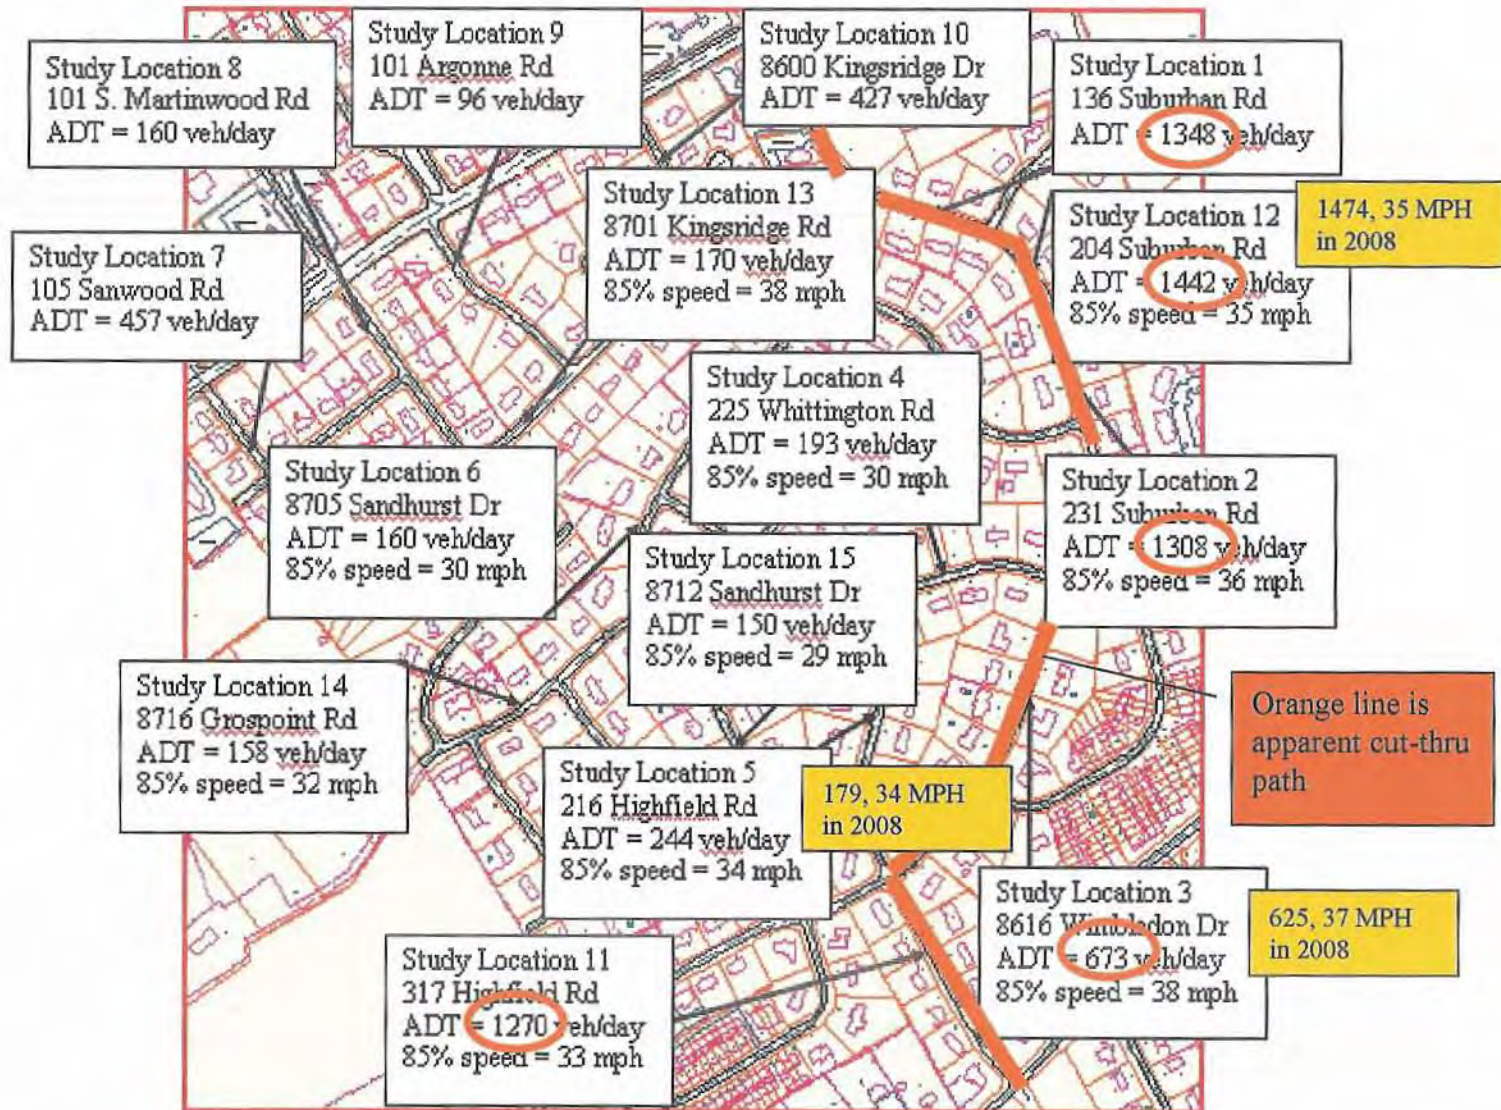 Study Location 8
101 S. Martinwood Rd
ADT = 160 veh/day
Study Location 9
101 Argonne Rd
ADT = 96 veh/day
Study Location 10
8600 Kingsridge Dr
ADT = 427 veh/day
Study Location 1
136 Suburban Rd
ADT = 1348 veh/day
Study Location 13
8701 Kingsridge Rd
ADT = 170 veh/day
85% speed = 38 mph
Study Location 12
204 Suburban Rd
ADT = 1442 veh/day
85% speed = 35 mph
1474, 35 MPH
in 2008
Study Location 7
105 Sanwood Rd
ADT = 457 veh/day
Study Location 4
225 Whittington Rd
ADT = 193 veh/day
85% speed = 30 mph
Study Location 6
8705 Sandhurst Dr
ADT = 160 veh/day
85% speed = 30 mph
Study Location 2
231 Suburban Rd
ADT = 1308 veh/day
85% speed = 36 mph
Study Location 15
8712 Sandhurst Dr
ADT = 150 veh/day
85% speed = 29 mph
Study Location 14
8716 Grospoint Rd
ADT = 158 veh/day
85% speed = 32 mph
Orange line is
apparent cut-thru
path
Study Location 5
216 Highfield Rd
ADT = 244 veh/day
85% speed = 34 mph
179, 34 MPH
in 2008
Study Location 3
8616 Wimbledon Dr
ADT = 673 veh/day
85% speed = 38 mph
625, 37 MPH
in 2008
Study Location 11
317 Highfield Rd
ADT = 1270 veh/day
85% speed = 33 mph